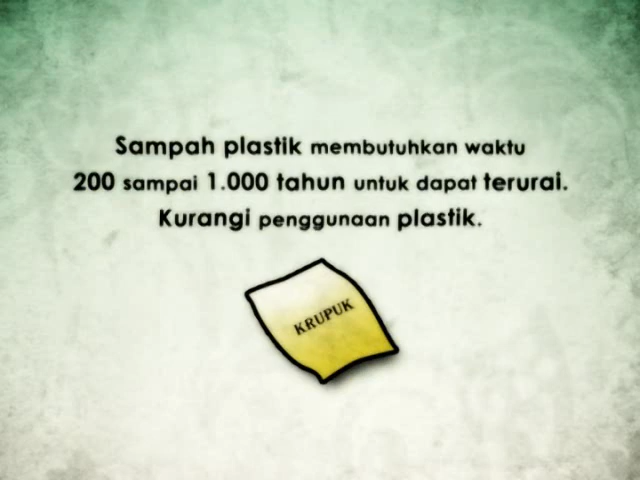 Sampah plastik membutuhkan waktu
200 sampai 1.000 tahun untuk dapat terurai.
Kurangi penggunaan plastik.
KRUPUK